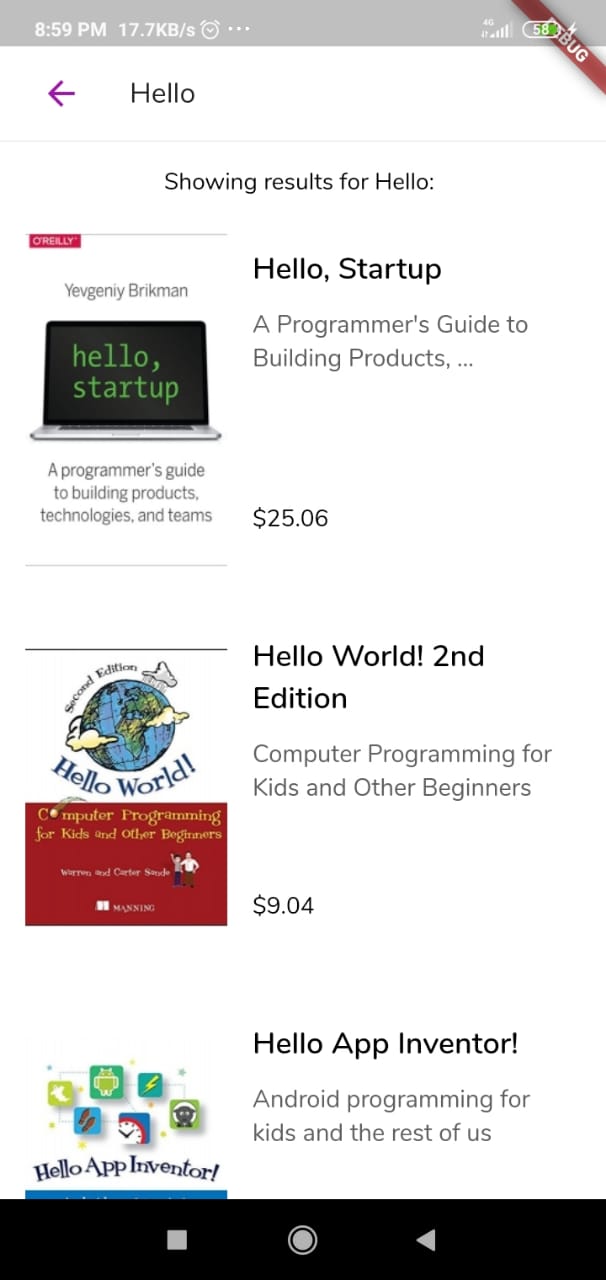 8:59 PM 17.7KB/s ...
4G
58
DEBUG
Hello
Showing results for Hello:
O'REILLY
Yevgeniy Brikman
hello,
startup
A programmer's guide
to building products,
technologies, and teams
Hello, Startup
A Programmer's Guide to
Building Products, ...
$25.06
Second Edition
Hello World!
Computer Programming
for Kids and Other Beginners
Warren and Carter Sande
MANNING
Hello World! 2nd
Edition
Computer Programming for
Kids and Other Beginners
$9.04
Hello App Inventor!
Hello App Inventor!
Android programming for
kids and the rest of us